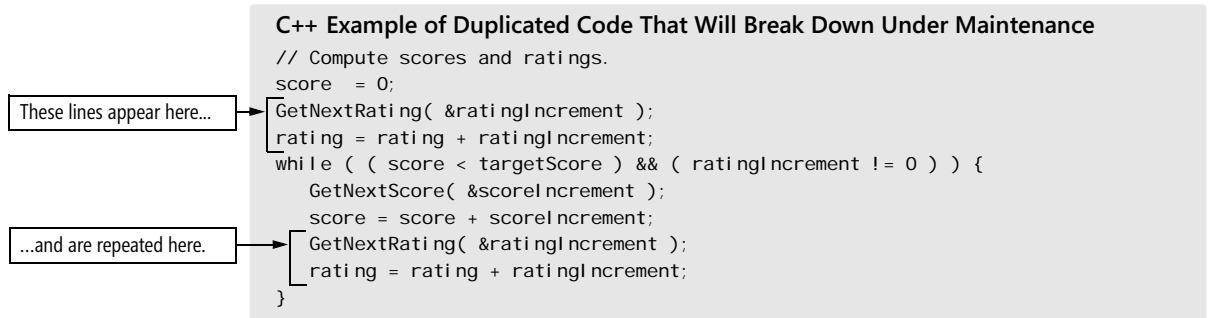 C++ Example of Duplicated Code That Will Break Down Under Maintenance
// Compute scores and ratings.
score  = 0;
These lines appear here...
GetNextRating( &ratingIncrement );
rating = rating + ratingIncrement;
while ( ( score < targetScore ) && ( ratingIncrement != 0 ) ) {
   GetNextScore( &scoreIncrement );
   score = score + scoreIncrement;
...and are repeated here.
   GetNextRating( &ratingIncrement );
   rating = rating + ratingIncrement;
}